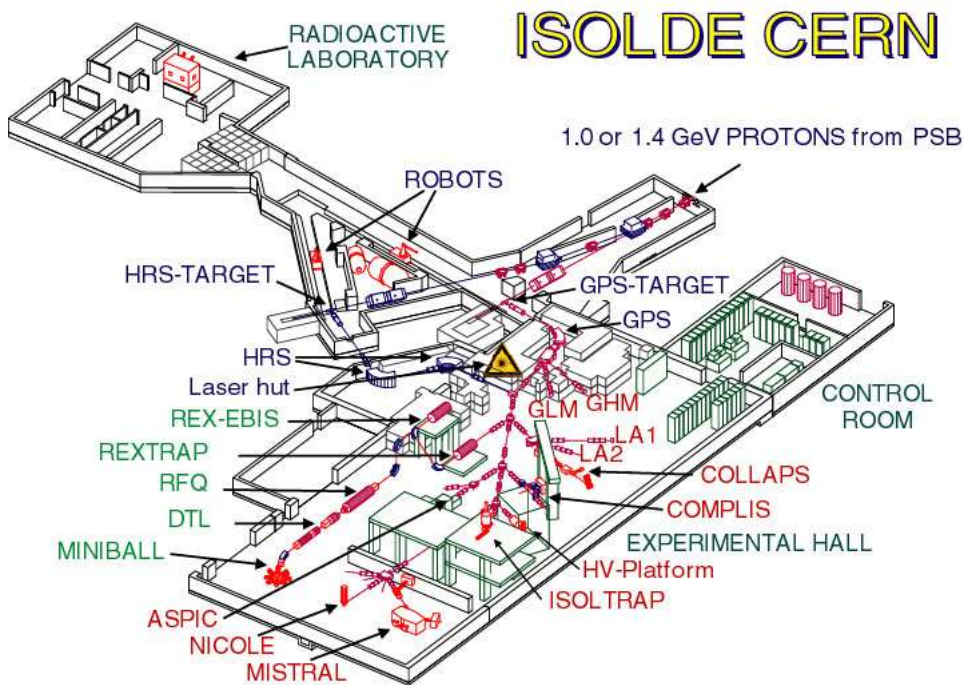 ISOLDE CERN
RADIOACTIVE
LABORATORY
1.0 or 1.4 GeV PROTONS from PSB
ROBOTS
HRS-TARGET
GPS-TARGET
GPS
HRS
Laser hut
GLM
GHM
CONTROL
ROOM
REX-EBIS
LA1
REXTRAP
LA2
COLLAPS
RFQ
COMPLIS
DTL
EXPERIMENTAL HALL
MINIBALL
HV-Platform
ISOLTRAP
ASPIC
NICOLE
MISTRAL